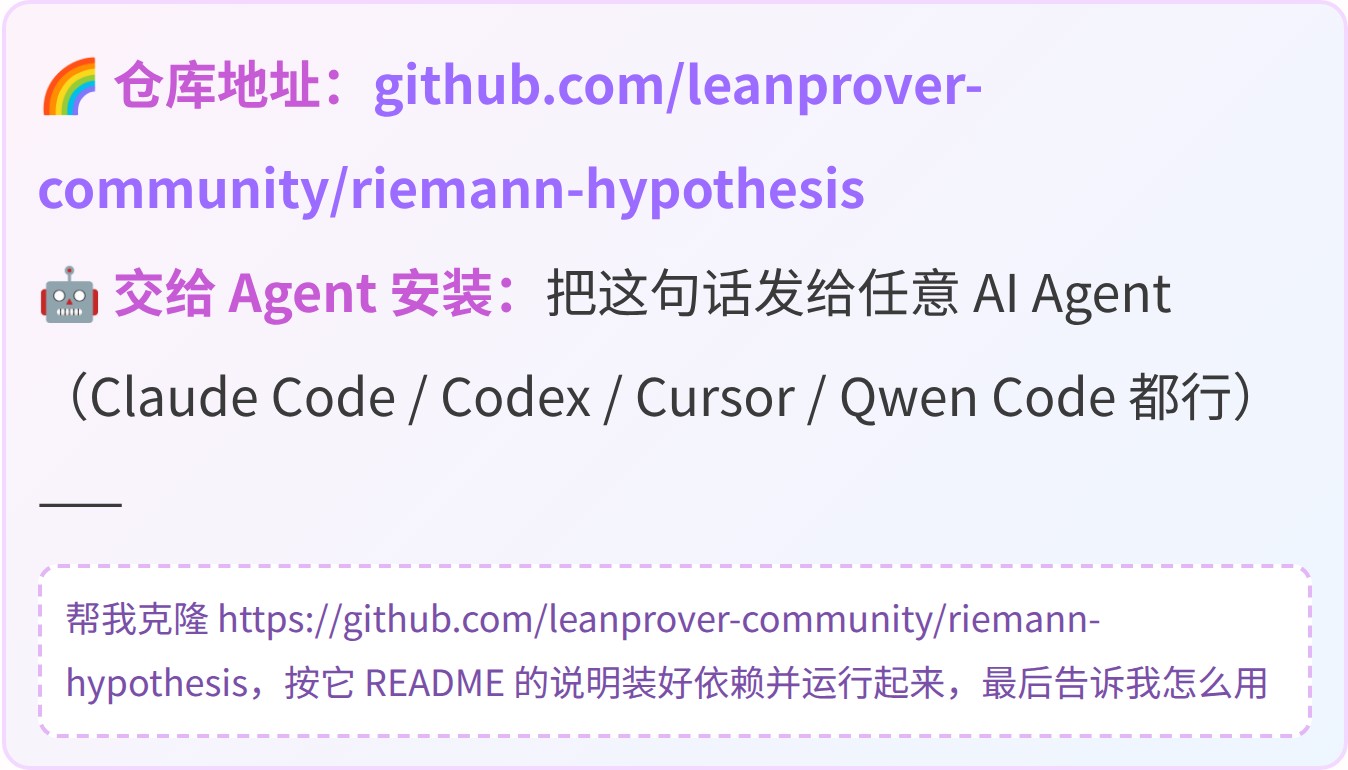 🌈 仓库地址：github.com/leanprover-
community/riemann-hypothesis
🤖 交给 Agent 安装：把这句话发给任意 AI Agent
（Claude Code / Codex / Cursor / Qwen Code 都行）
——
帮我克隆 https://github.com/leanprover-community/riemann-
hypothesis，按它 README 的说明装好依赖并运行起来，最后告诉我怎么用